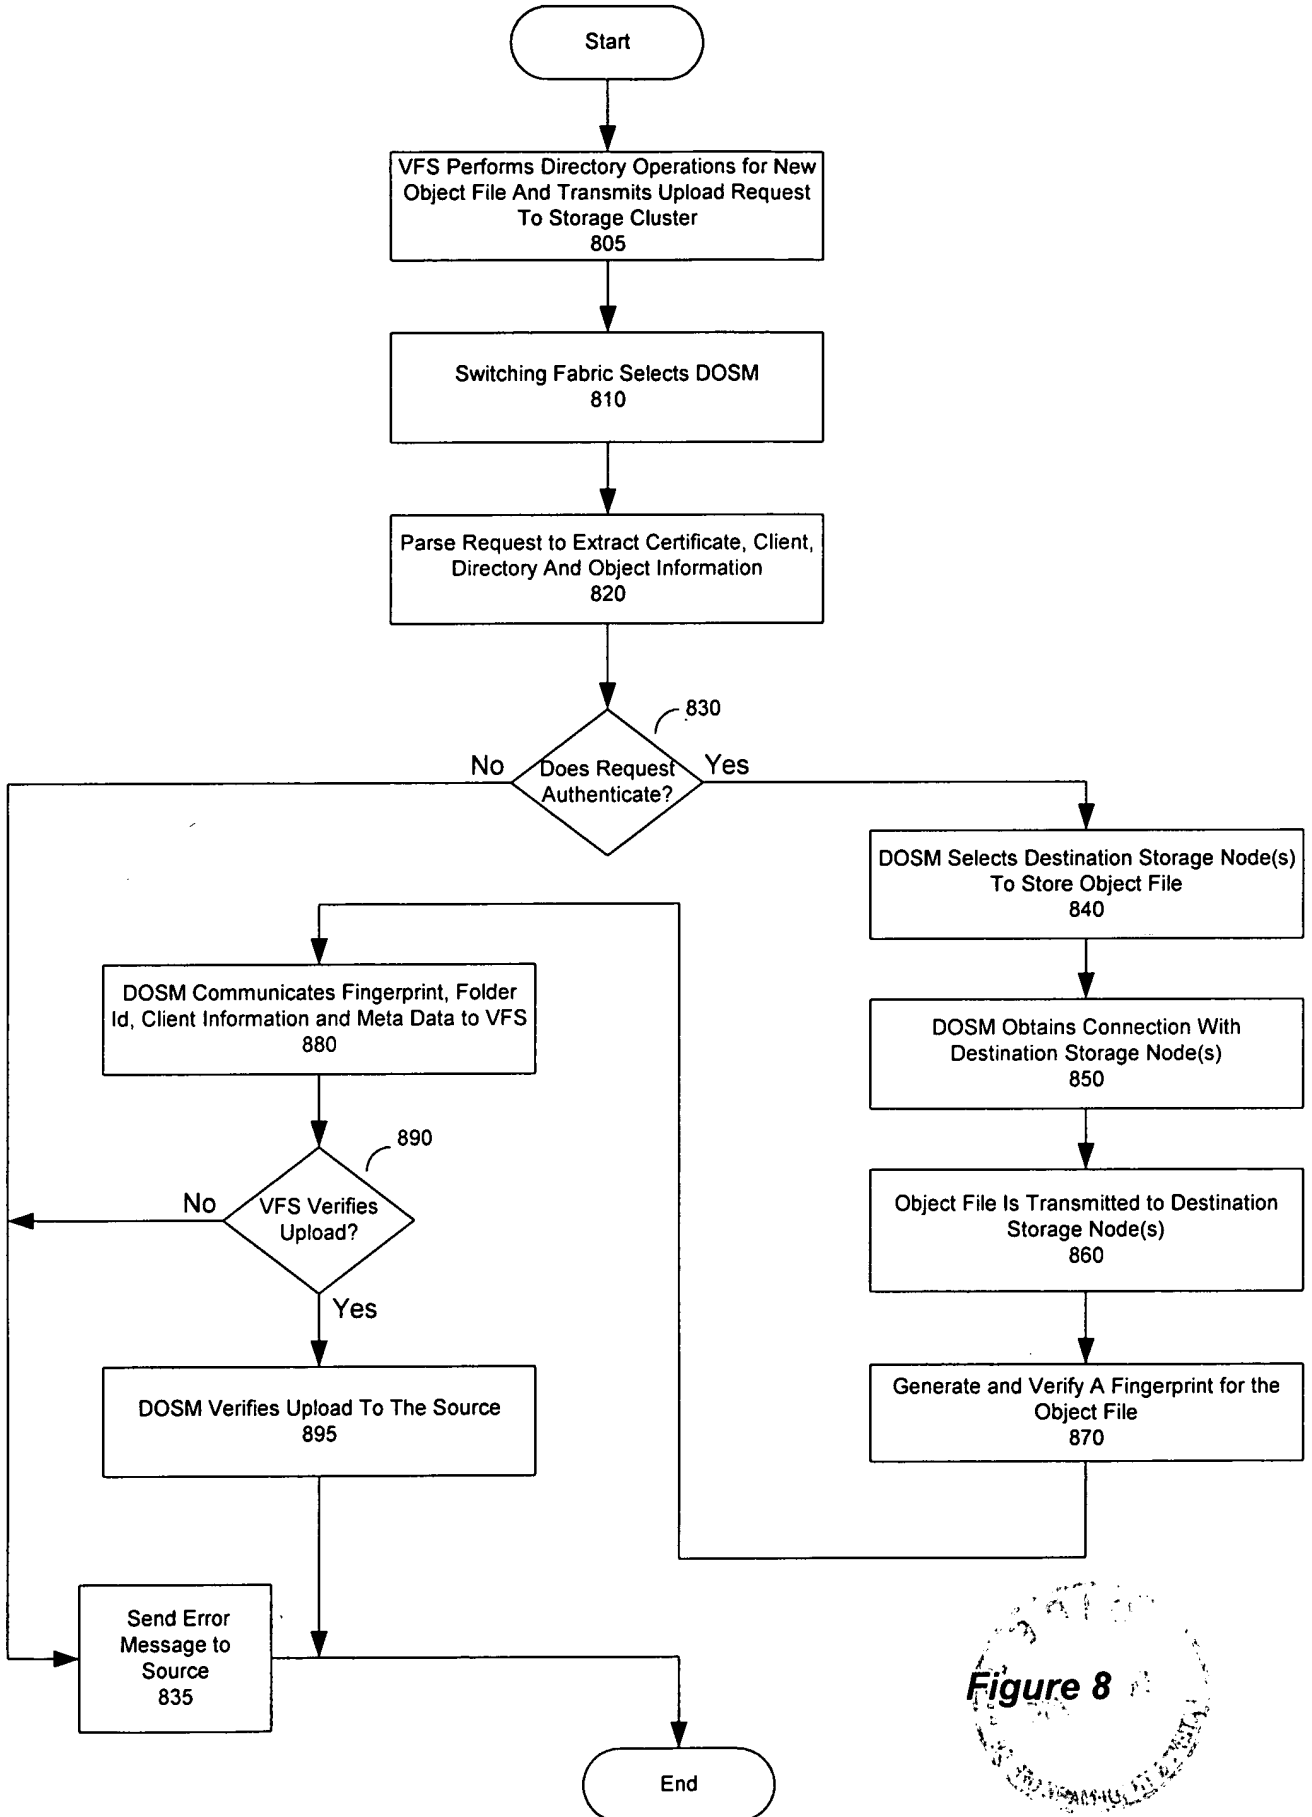 Start
VFS Performs Directory Operations for New
Object File And Transmits Upload Request
To Storage Cluster
805
Switching Fabric Selects DOSM
810
Parse Request to Extract Certificate, Client,
Directory And Object Information
820
830
No
Does Request
Authenticate?
Yes
DOSM Selects Destination Storage Node(s)
To Store Object File
840
DOSM Obtains Connection With
Destination Storage Node(s)
850
Object File Is Transmitted to Destination
Storage Node(s)
860
Generate and Verify A Fingerprint for the
Object File
870
DOSM Communicates Fingerprint, Folder
Id, Client Information and Meta Data to VFS
880
890
No
VFS Verifies
Upload?
Yes
DOSM Verifies Upload To The Source
895
Send Error
Message to
Source
835
End
Figure 8